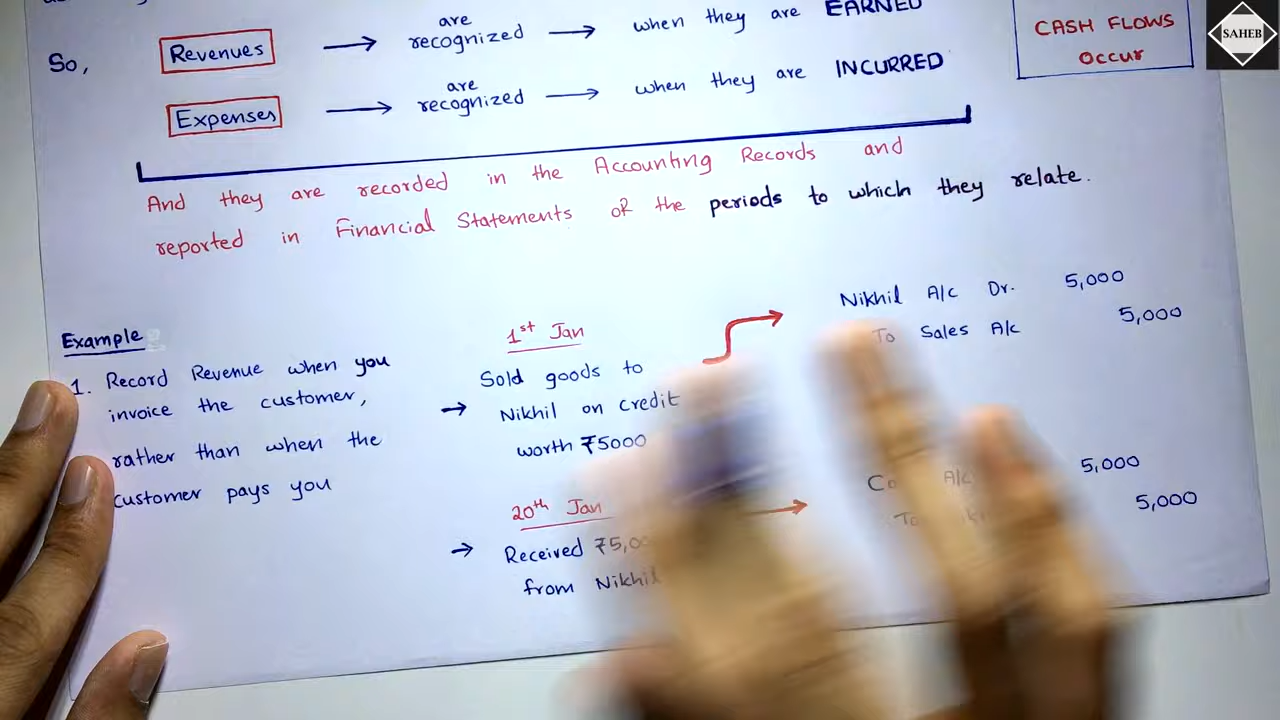 So,
Revenues → are recognized → when they are EARNED
Expenses → are recognized → when they are INCURRED
CASH FLOWS
Occur
SAHEB
And they are recorded in the Accounting Records and
reported in Financial Statements of the periods to which they relate.
Example
1. Record Revenue when you
invoice the customer,
rather than when the
customer pays you
1st Jan
→ Sold goods to
Nikhil on credit
worth ₹5000
Nikhil A/c Dr. 5,000
To Sales A/c 5,000
20th Jan
→ Received
from Nikhil
A/c 5,000
To 5,000